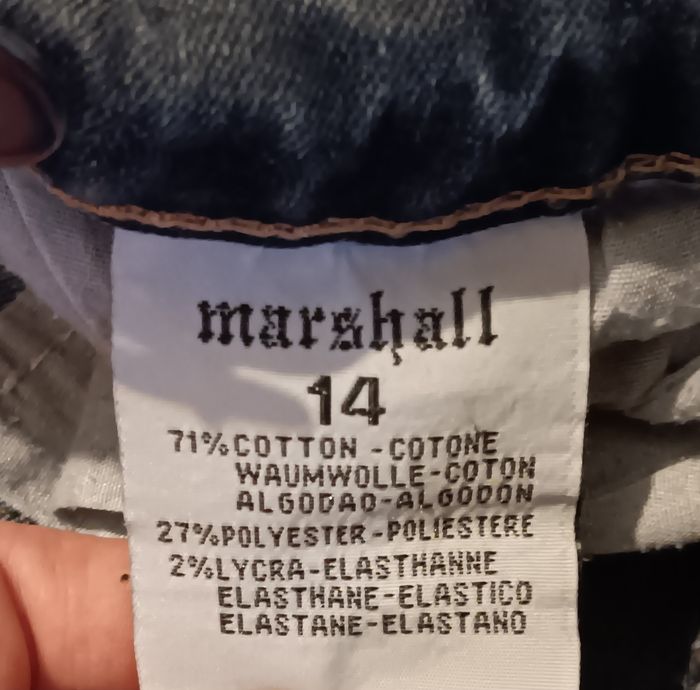 marshall
14
71%COTTON -COTONE
WAUMWOLLE-COTON
ALGODAO-ALGODON
27%POLYESTER-POLIESTERE
2%LYCRA-ELASTHANNE
ELASTHANE-ELASTICO
ELASTANE-ELASTANO